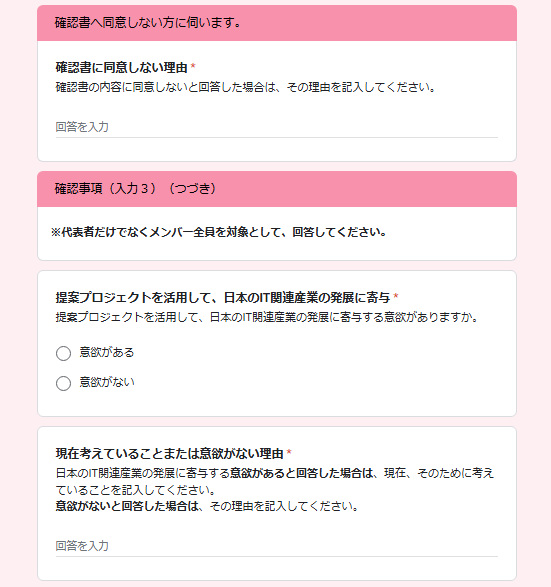 確認書へ同意しない方に伺います。
確認書に同意しない理由 *
確認書の内容に同意しないと回答した場合は、その理由を記入してください。
回答を入力
確認事項（入力３）（つづき）
※代表者だけでなくメンバー全員を対象として、回答してください。
提案プロジェクトを活用して、日本のIT関連産業の発展に寄与 *
提案プロジェクトを活用して、日本のIT関連産業の発展に寄与する意欲がありますか。
意欲がある
意欲がない
現在考えていることまたは意欲がない理由 *
日本のIT関連産業の発展に寄与する意欲があると回答した場合は、現在、そのために考え
ていることを記入してください。
意欲がないと回答した場合は、その理由を記入してください。
回答を入力